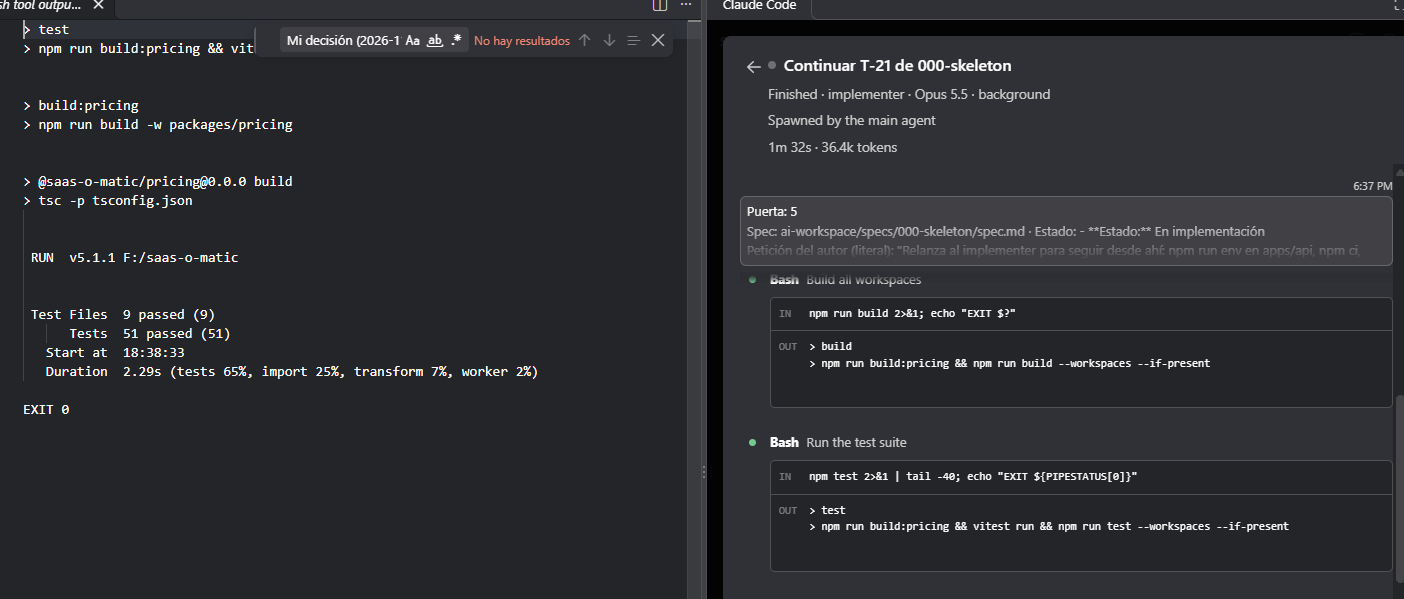 sh tool outpu...
> test
> npm run build:pricing && vit
Mi decisión (2026-1
Aa
ab
.*
No hay resultados
> build:pricing
> npm run build -w packages/pricing
> @saas-o-matic/pricing@0.0.0 build
> tsc -p tsconfig.json
RUN  v5.1.1 F:/saas-o-matic
Test Files  9 passed (9)
Tests  51 passed (51)
Start at  18:38:33
Duration  2.29s (tests 65%, import 25%, transform 7%, worker 2%)
EXIT 0
Claude Code
Continuar T-21 de 000-skeleton
Finished · implementer · Opus 5.5 · background
Spawned by the main agent
1m 32s · 36.4k tokens
6:37 PM
Puerta: 5
Spec: ai-workspace/specs/000-skeleton/spec.md · Estado: - **Estado:** En implementación
Petición del autor (literal): "Relanza al implementer para seguir desde ahí: npm run env en apps/api, npm ci,
Bash Build all workspaces
IN npm run build 2>&1; echo "EXIT $?"
OUT > build
> npm run build:pricing && npm run build --workspaces --if-present
Bash Run the test suite
IN npm test 2>&1 | tail -40; echo "EXIT ${PIPESTATUS[0]}"
OUT > test
> npm run build:pricing && vitest run && npm run test --workspaces --if-present